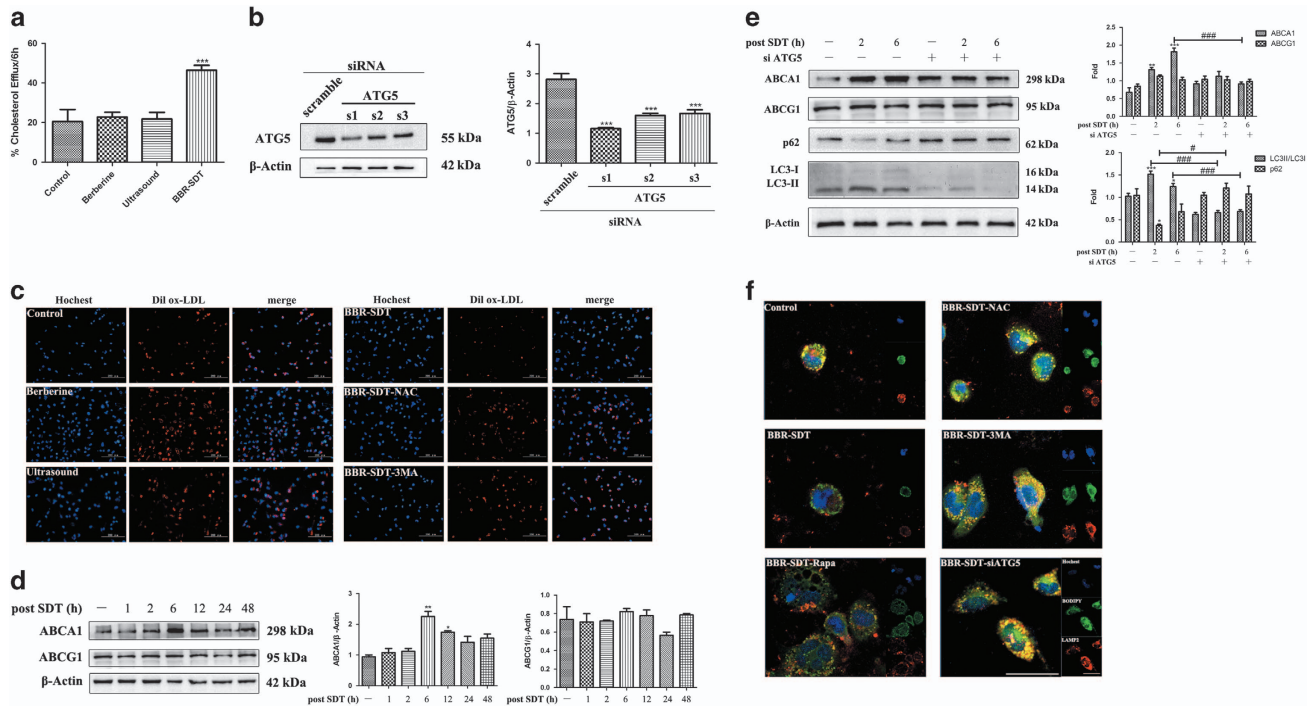 a
% Cholesterol Efflux/6h
60
40
20
0
***
Control
Berberine
Ultrasound
BBR-SDT
b
siRNA
scramble
ATG5
s1 s2 s3
ATG5
55 kDa
β-Actin
42 kDa
ATG5/β-Actin
4
3
2
1
0
*** *** ***
scramble
s1 s2 s3
ATG5
siRNA
c
Hochest Dil ox-LDL merge Hochest Dil ox-LDL merge
Control
BBR-SDT
Berberine
BBR-SDT-NAC
Ultrasound
BBR-SDT-3MA
d
post SDT (h) — 1 2 6 12 24 48
ABCA1 298 kDa
ABCG1 95 kDa
β-Actin 42 kDa
ABCA1/β-Actin
3
2
1
0
** *
post SDT (h) — 1 2 6 12 24 48
ABCG1/β-Actin
1.0
0.8
0.6
0.4
0.2
0.0
post SDT (h) — 1 2 6 12 24 48
e
post SDT (h) — 2 6 — 2 6
si ATG5 — — — + + +
ABCA1 298 kDa
ABCG1 95 kDa
p62 62 kDa
LC3-I 16 kDa
LC3-II 14 kDa
β-Actin 42 kDa
Fold
2.0
1.5
1.0
0.5
0.0
** *** ###
ABCA1
ABCG1
post SDT (h) — 2 6 — 2 6
si ATG5 — — — + + +
Fold
2.0
1.5
1.0
0.5
0.0
#
###
###
*** * *
LC3II/LC3I
p62
post SDT (h) — 2 6 — 2 6
si ATG5 — — — + + +
f
Control
BBR-SDT-NAC
BBR-SDT
BBR-SDT-3MA
BBR-SDT-Rapa
BBR-SDT-siATG5
Hochest
BODIPY
LAMP2